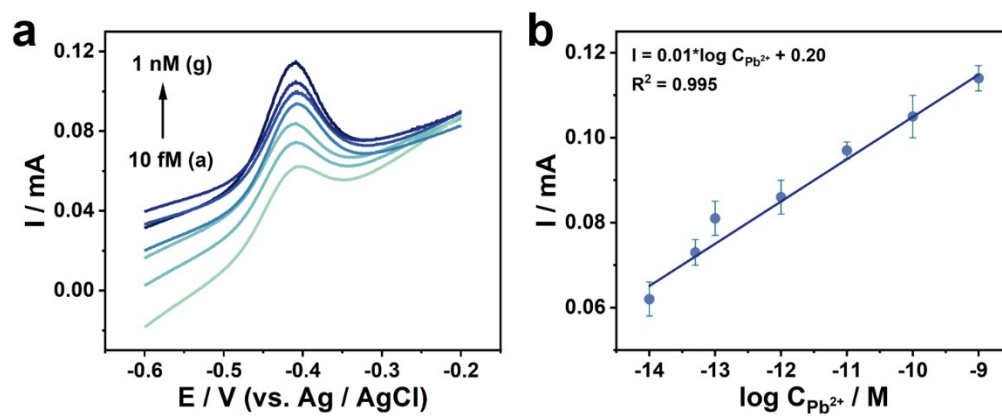 a
1 nM (g)
10 fM (a)
I / mA
0.12
0.08
0.04
0.00
-0.6
-0.5
-0.4
-0.3
-0.2
E / V (vs. Ag / AgCl)
b
I = 0.01*log C_Pb²⁺ + 0.20
R² = 0.995
I / mA
0.12
0.10
0.08
0.06
-14
-13
-12
-11
-10
-9
log C_Pb²⁺ / M